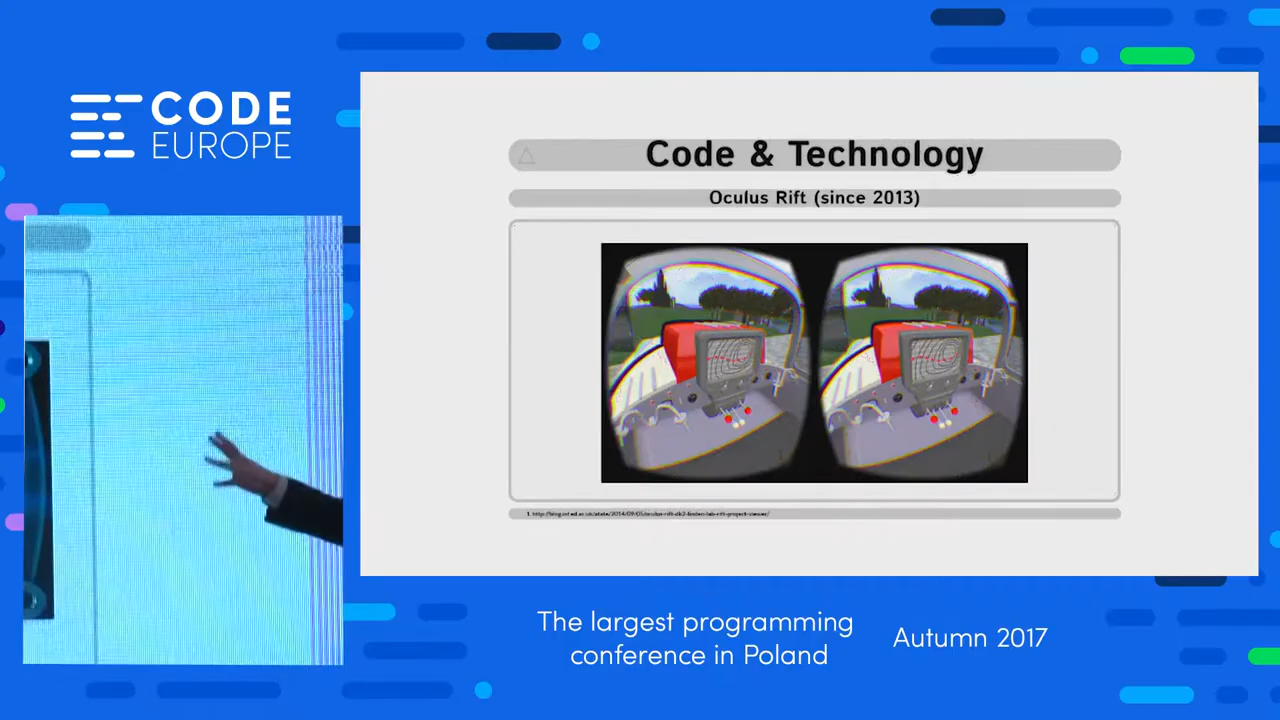 CODE
EUROPE
Code & Technology
Oculus Rift (since 2013)
The largest programming
conference in Poland
Autumn 2017